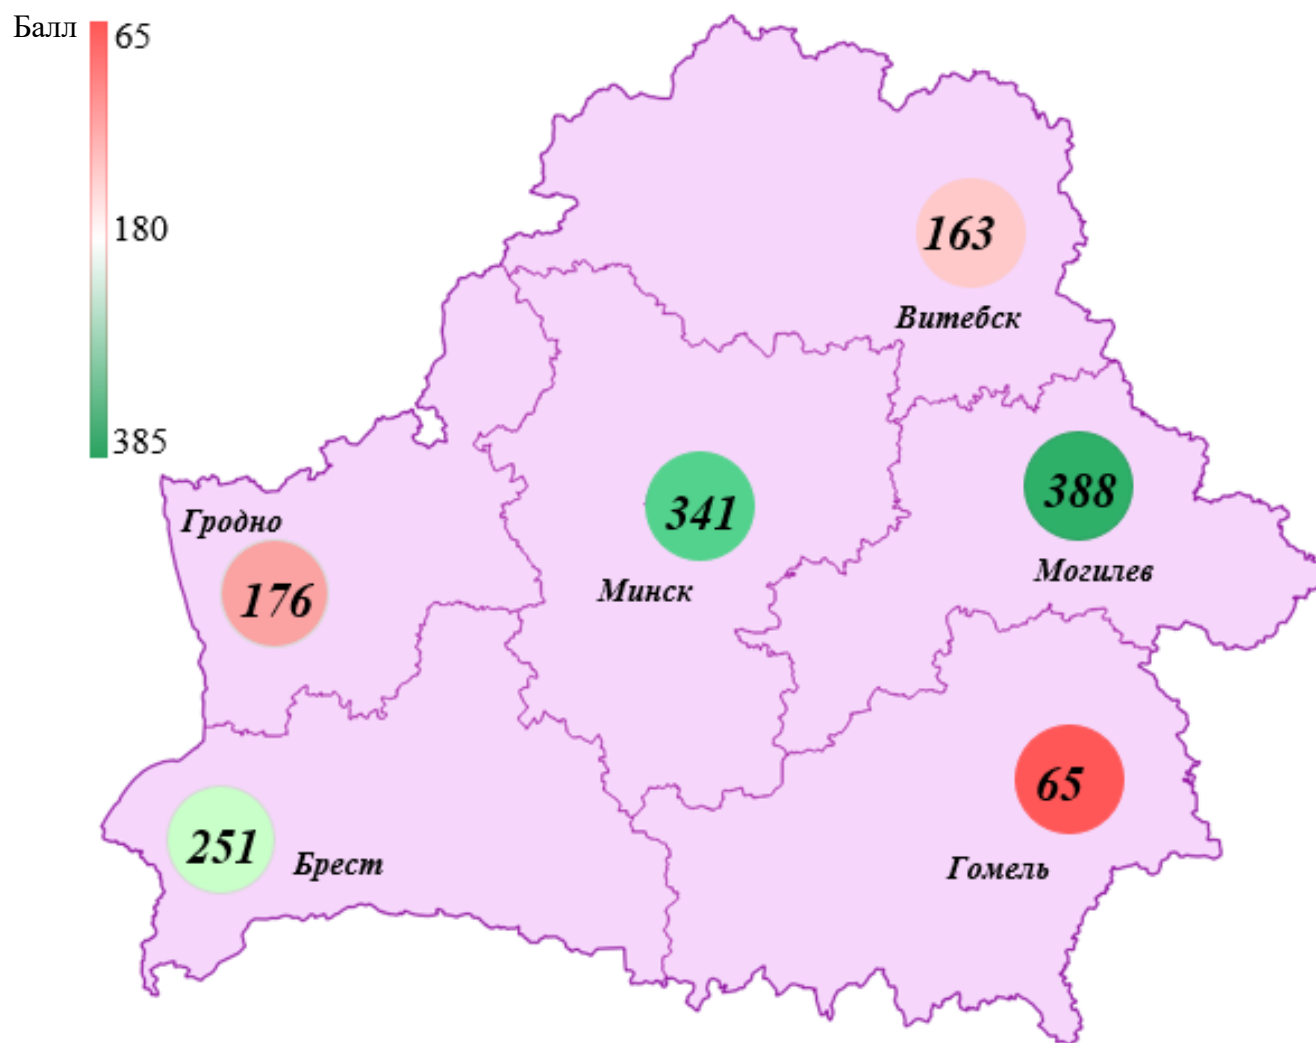 Балл
65
180
385
163
Витебск
388
Могилев
341
Минск
Гродно
176
251
Брест
65
Гомель